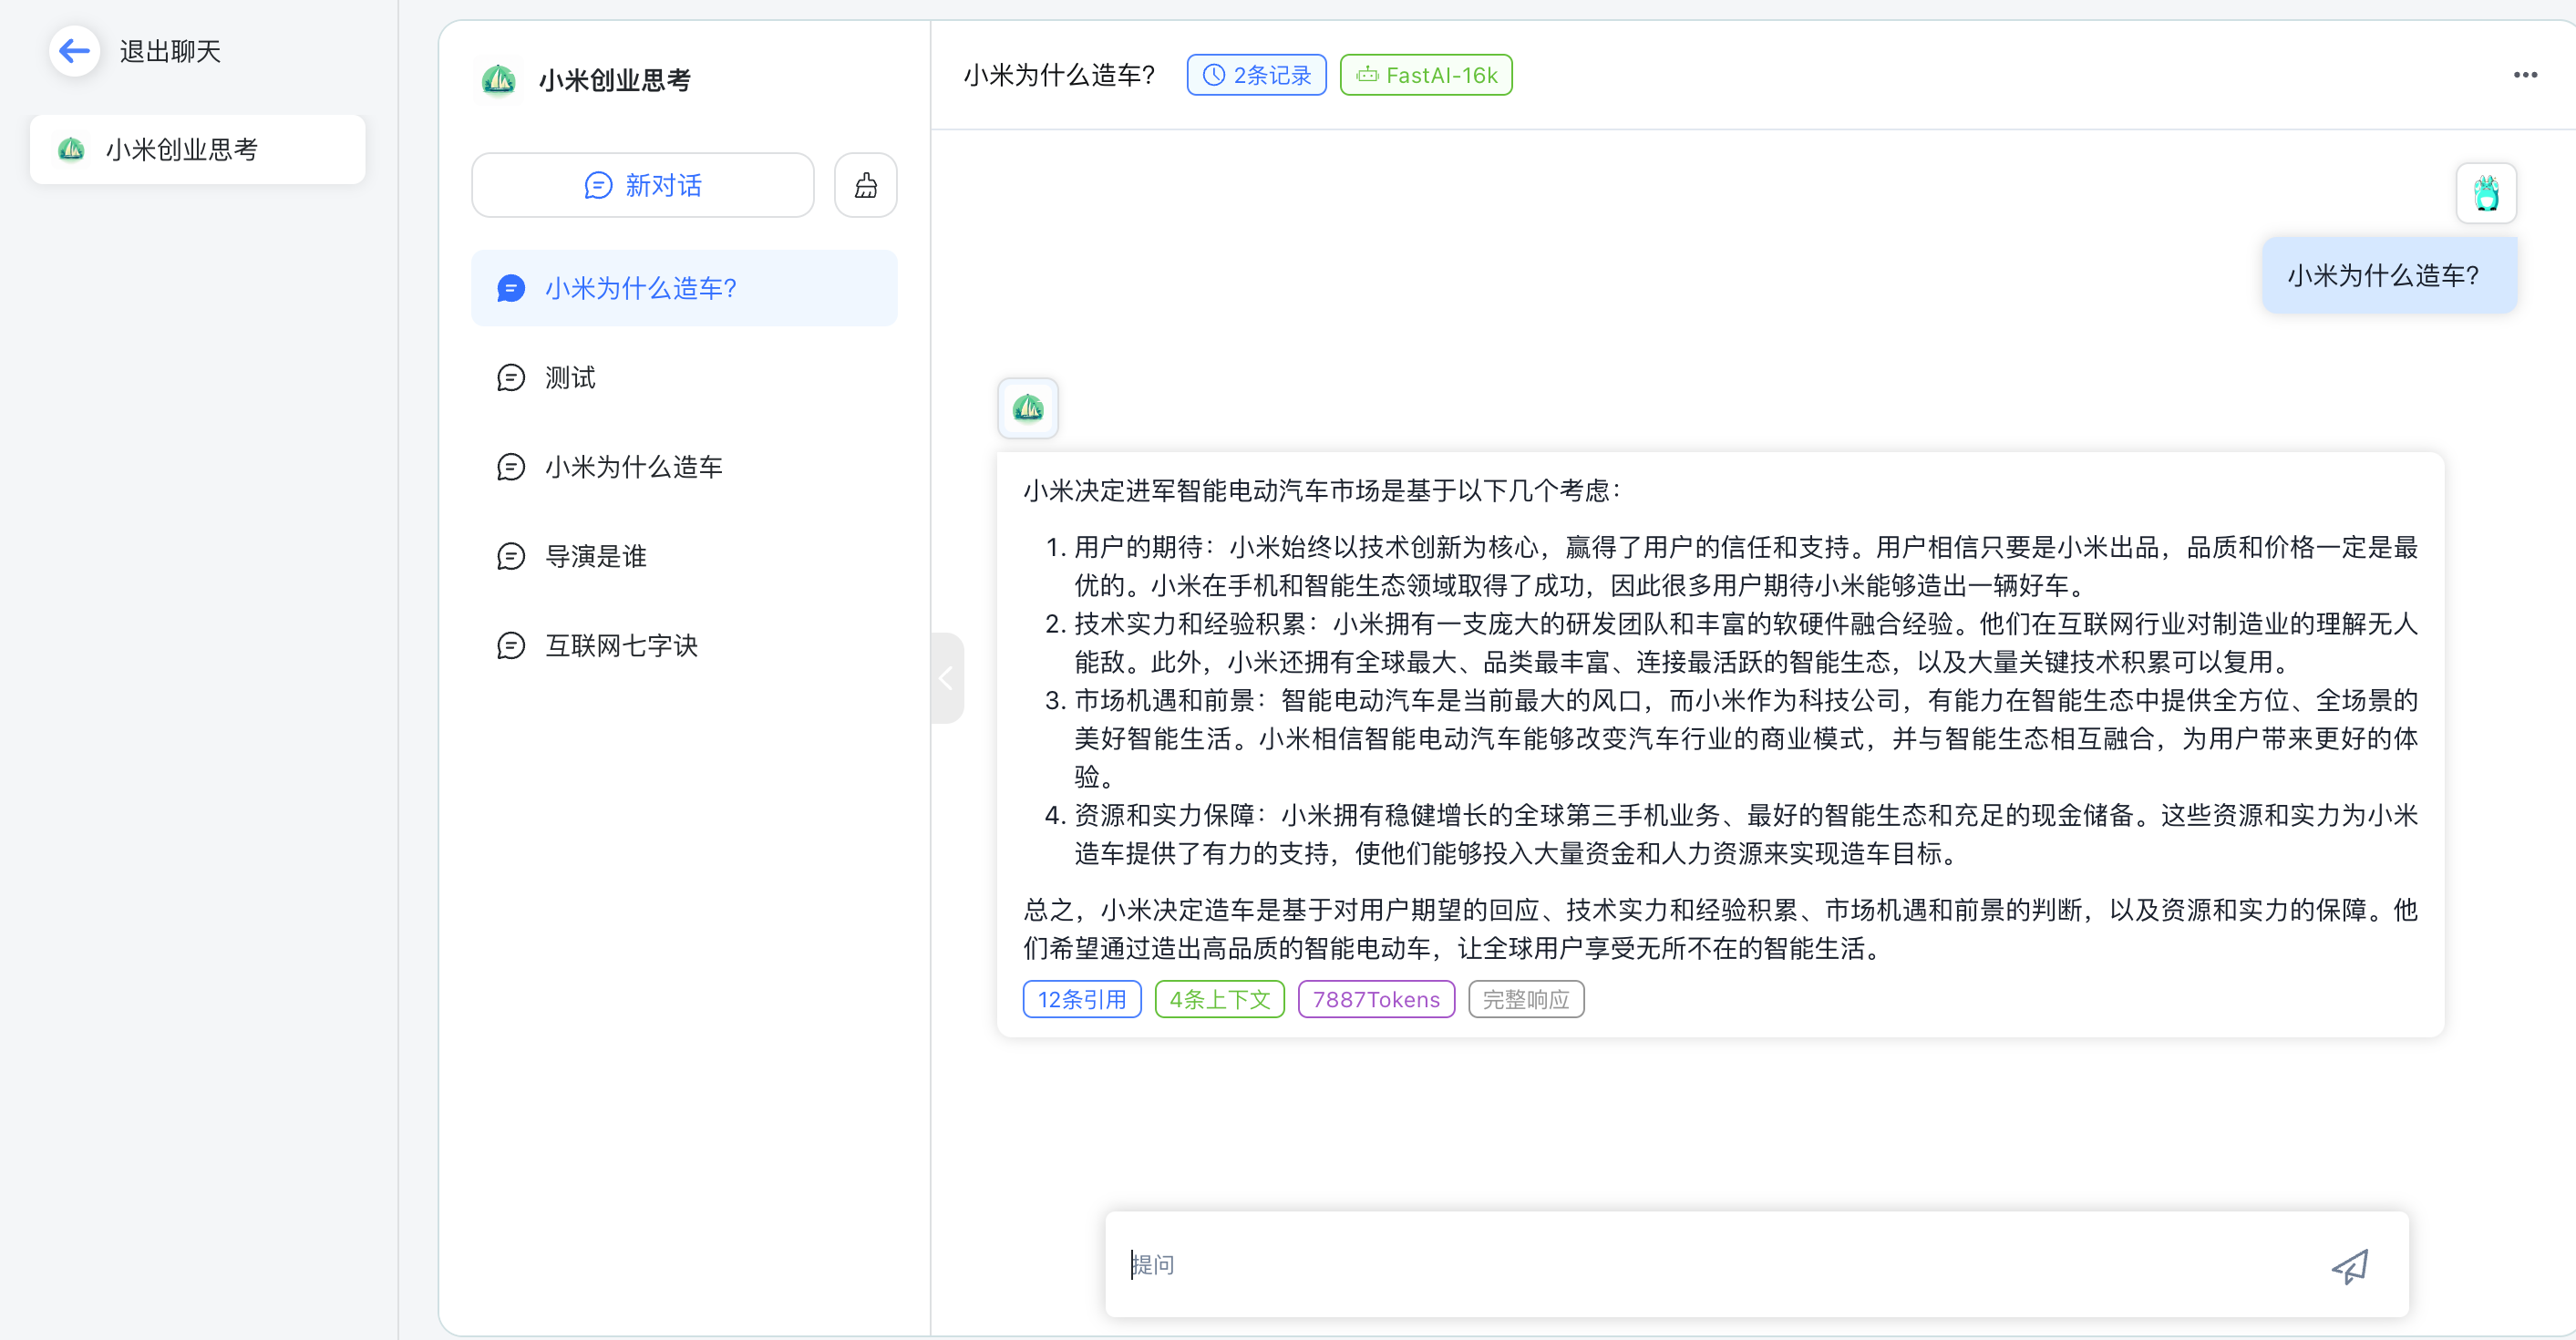 退出聊天
小米创业思考
小米创业思考
新对话
小米为什么造车?
测试
小米为什么造车
导演是谁
互联网七字诀
小米为什么造车?
2条记录
FastAI-16k
小米为什么造车?
小米决定进军智能电动汽车市场是基于以下几个考虑：
1. 用户的期待：小米始终以技术创新为核心，赢得了用户的信任和支持。用户相信只要是小米出品，品质和价格一定是最
优的。小米在手机和智能生态领域取得了成功，因此很多用户期待小米能够造出一辆好车。
2. 技术实力和经验积累：小米拥有一支庞大的研发团队和丰富的软硬件融合经验。他们在互联网行业对制造业的理解无人
能敌。此外，小米还拥有全球最大、品类最丰富、连接最活跃的智能生态，以及大量关键技术积累可以复用。
3. 市场机遇和前景：智能电动汽车是当前最大的风口，而小米作为科技公司，有能力在智能生态中提供全方位、全场景的
美好智能生活。小米相信智能电动汽车能够改变汽车行业的商业模式，并与智能生态相互融合，为用户带来更好的体
验。
4. 资源和实力保障：小米拥有稳健增长的全球第三手机业务、最好的智能生态和充足的现金储备。这些资源和实力为小米
造车提供了有力的支持，使他们能够投入大量资金和人力资源来实现造车目标。
总之，小米决定造车是基于对用户期望的回应、技术实力和经验积累、市场机遇和前景的判断，以及资源和实力的保障。他
们希望通过造出高品质的智能电动车，让全球用户享受无所不在的智能生活。
12条引用
4条上下文
7887Tokens
完整响应
提问